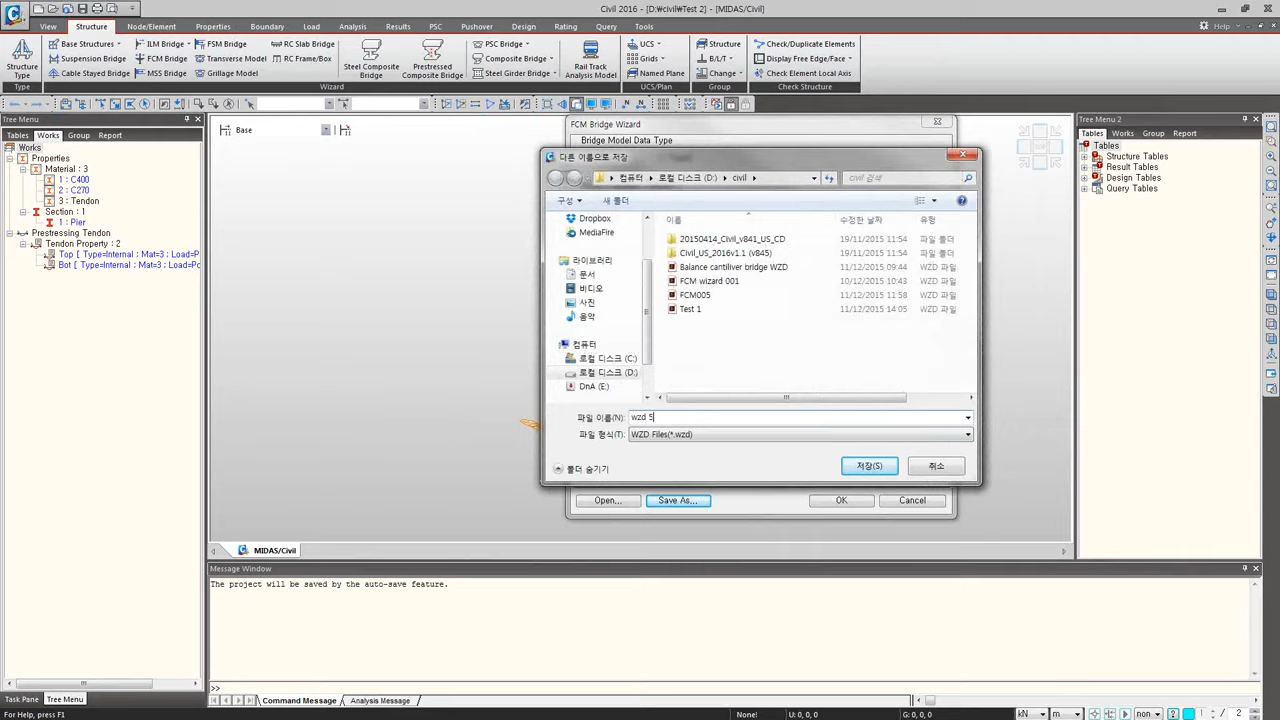 Civil 2016 - [D:\civil\Test 2] - [MIDAS/Civil]
View Structure Node/Element Properties Boundary Load Analysis Results PSC Pushover Design Rating Query Tools Help
Structure Type
Base Structures
Suspension Bridge
Cable Stayed Bridge
ILM Bridge
FCM Bridge
MSS Bridge
FSM Bridge
Transverse Model
Grillage Model
RC Slab Bridge
RC Frame/Box
Steel Composite Bridge
Prestressed Composite Bridge
PSC Bridge
Composite Bridge
Steel Girder Bridge
Rail Track Analysis Model
UCS
Grids
Named Plane
Structure
B/L/T
Change
Check/Duplicate Elements
Display Free Edge/Face
Check Element Local Axis
Type Wizard UCS/Plan Group Check Structure
Tree Menu
Tables Works Group Report
Works
Properties
Material : 3
1 : C400
2 : C270
3 : Tendon
Section : 1
1 : Pier
Prestressing Tendon
Tendon Property : 2
Top [ Type=Internal ; Mat=3 ; Load=Po
Bot [ Type=Internal ; Mat=3 ; Load=Po
Task Pane Tree Menu
Base
FCM Bridge Wizard
Bridge Model Data Type
다른 이름으로 저장
컴퓨터 로컬 디스크 (D:) civil
civil 검색
구성 새 폴더
Dropbox
MediaFire
라이브러리
문서
비디오
사진
음악
컴퓨터
로컬 디스크 (C:)
로컬 디스크 (D:)
DnA (E:)
이름 수정한 날짜 유형
20150414_Civil_v841_US_CD 19/11/2015 11:54 파일 폴더
Civil_US_2016v1.1 (v845) 19/11/2015 11:54 파일 폴더
Balance cantiliver bridge WZD 11/12/2015 09:44 WZD 파일
FCM wizard 001 10/12/2015 10:43 WZD 파일
FCM005 11/12/2015 11:58 WZD 파일
Test 1 11/12/2015 14:05 WZD 파일
파일 이름(N): wzd 5
파일 형식(T): WZD Files(*.wzd)
폴더 숨기기 저장(S) 취소
Open... Save As... OK Cancel
MIDAS/Civil
Message Window
The project will be saved by the auto-save feature.
>>
Command Message Analysis Message
Tree Menu 2
Tables Works Group Report
Tables
Structure Tables
Result Tables
Design Tables
Query Tables
For Help, press F1 None! U: 0, 0, 0 G: 0, 0, 0 kN m non 2